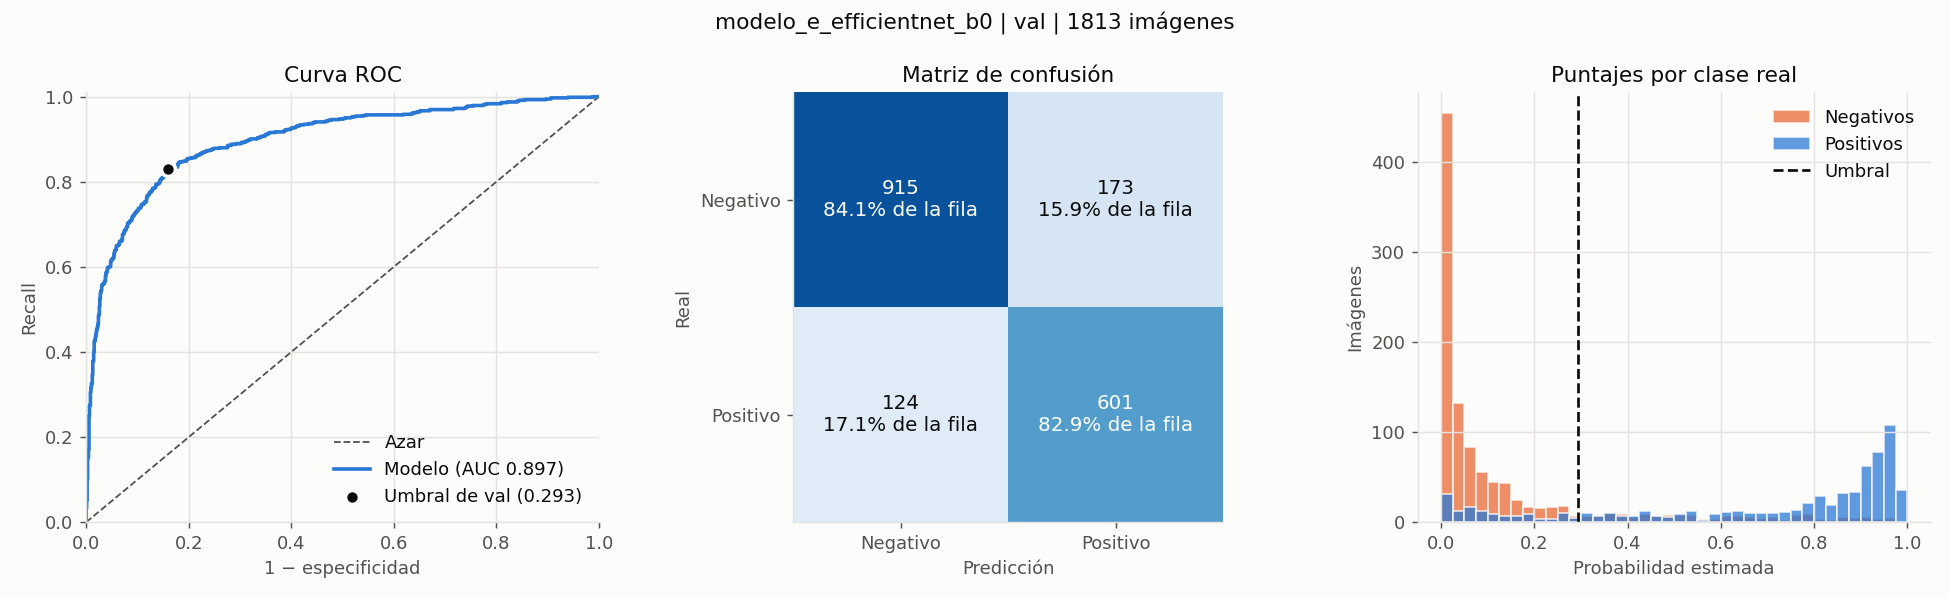 modelo_e_efficientnet_b0 | val | 1813 imágenes
Curva ROC
1.0
0.8
0.6
0.4
0.2
0.0
Recall
0.0
0.2
0.4
0.6
0.8
1.0
1 − especificidad
Azar
Modelo (AUC 0.897)
Umbral de val (0.293)
Matriz de confusión
Real
Negativo
Positivo
915
84.1% de la fila
173
15.9% de la fila
124
17.1% de la fila
601
82.9% de la fila
Negativo
Positivo
Predicción
Puntajes por clase real
Imágenes
400
300
200
100
0
Negativos
Positivos
Umbral
0.0
0.2
0.4
0.6
0.8
1.0
Probabilidad estimada